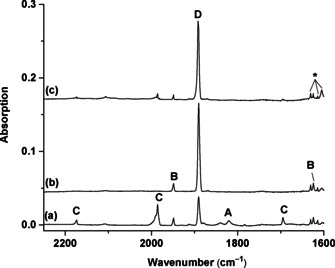 0.3
D
0.2
*
(c)
Absorption
0.1
B
B
(b)
C
C
A
C
0.0
(a)
2200
2000
1800
1600
Wavenumber (cm⁻¹)